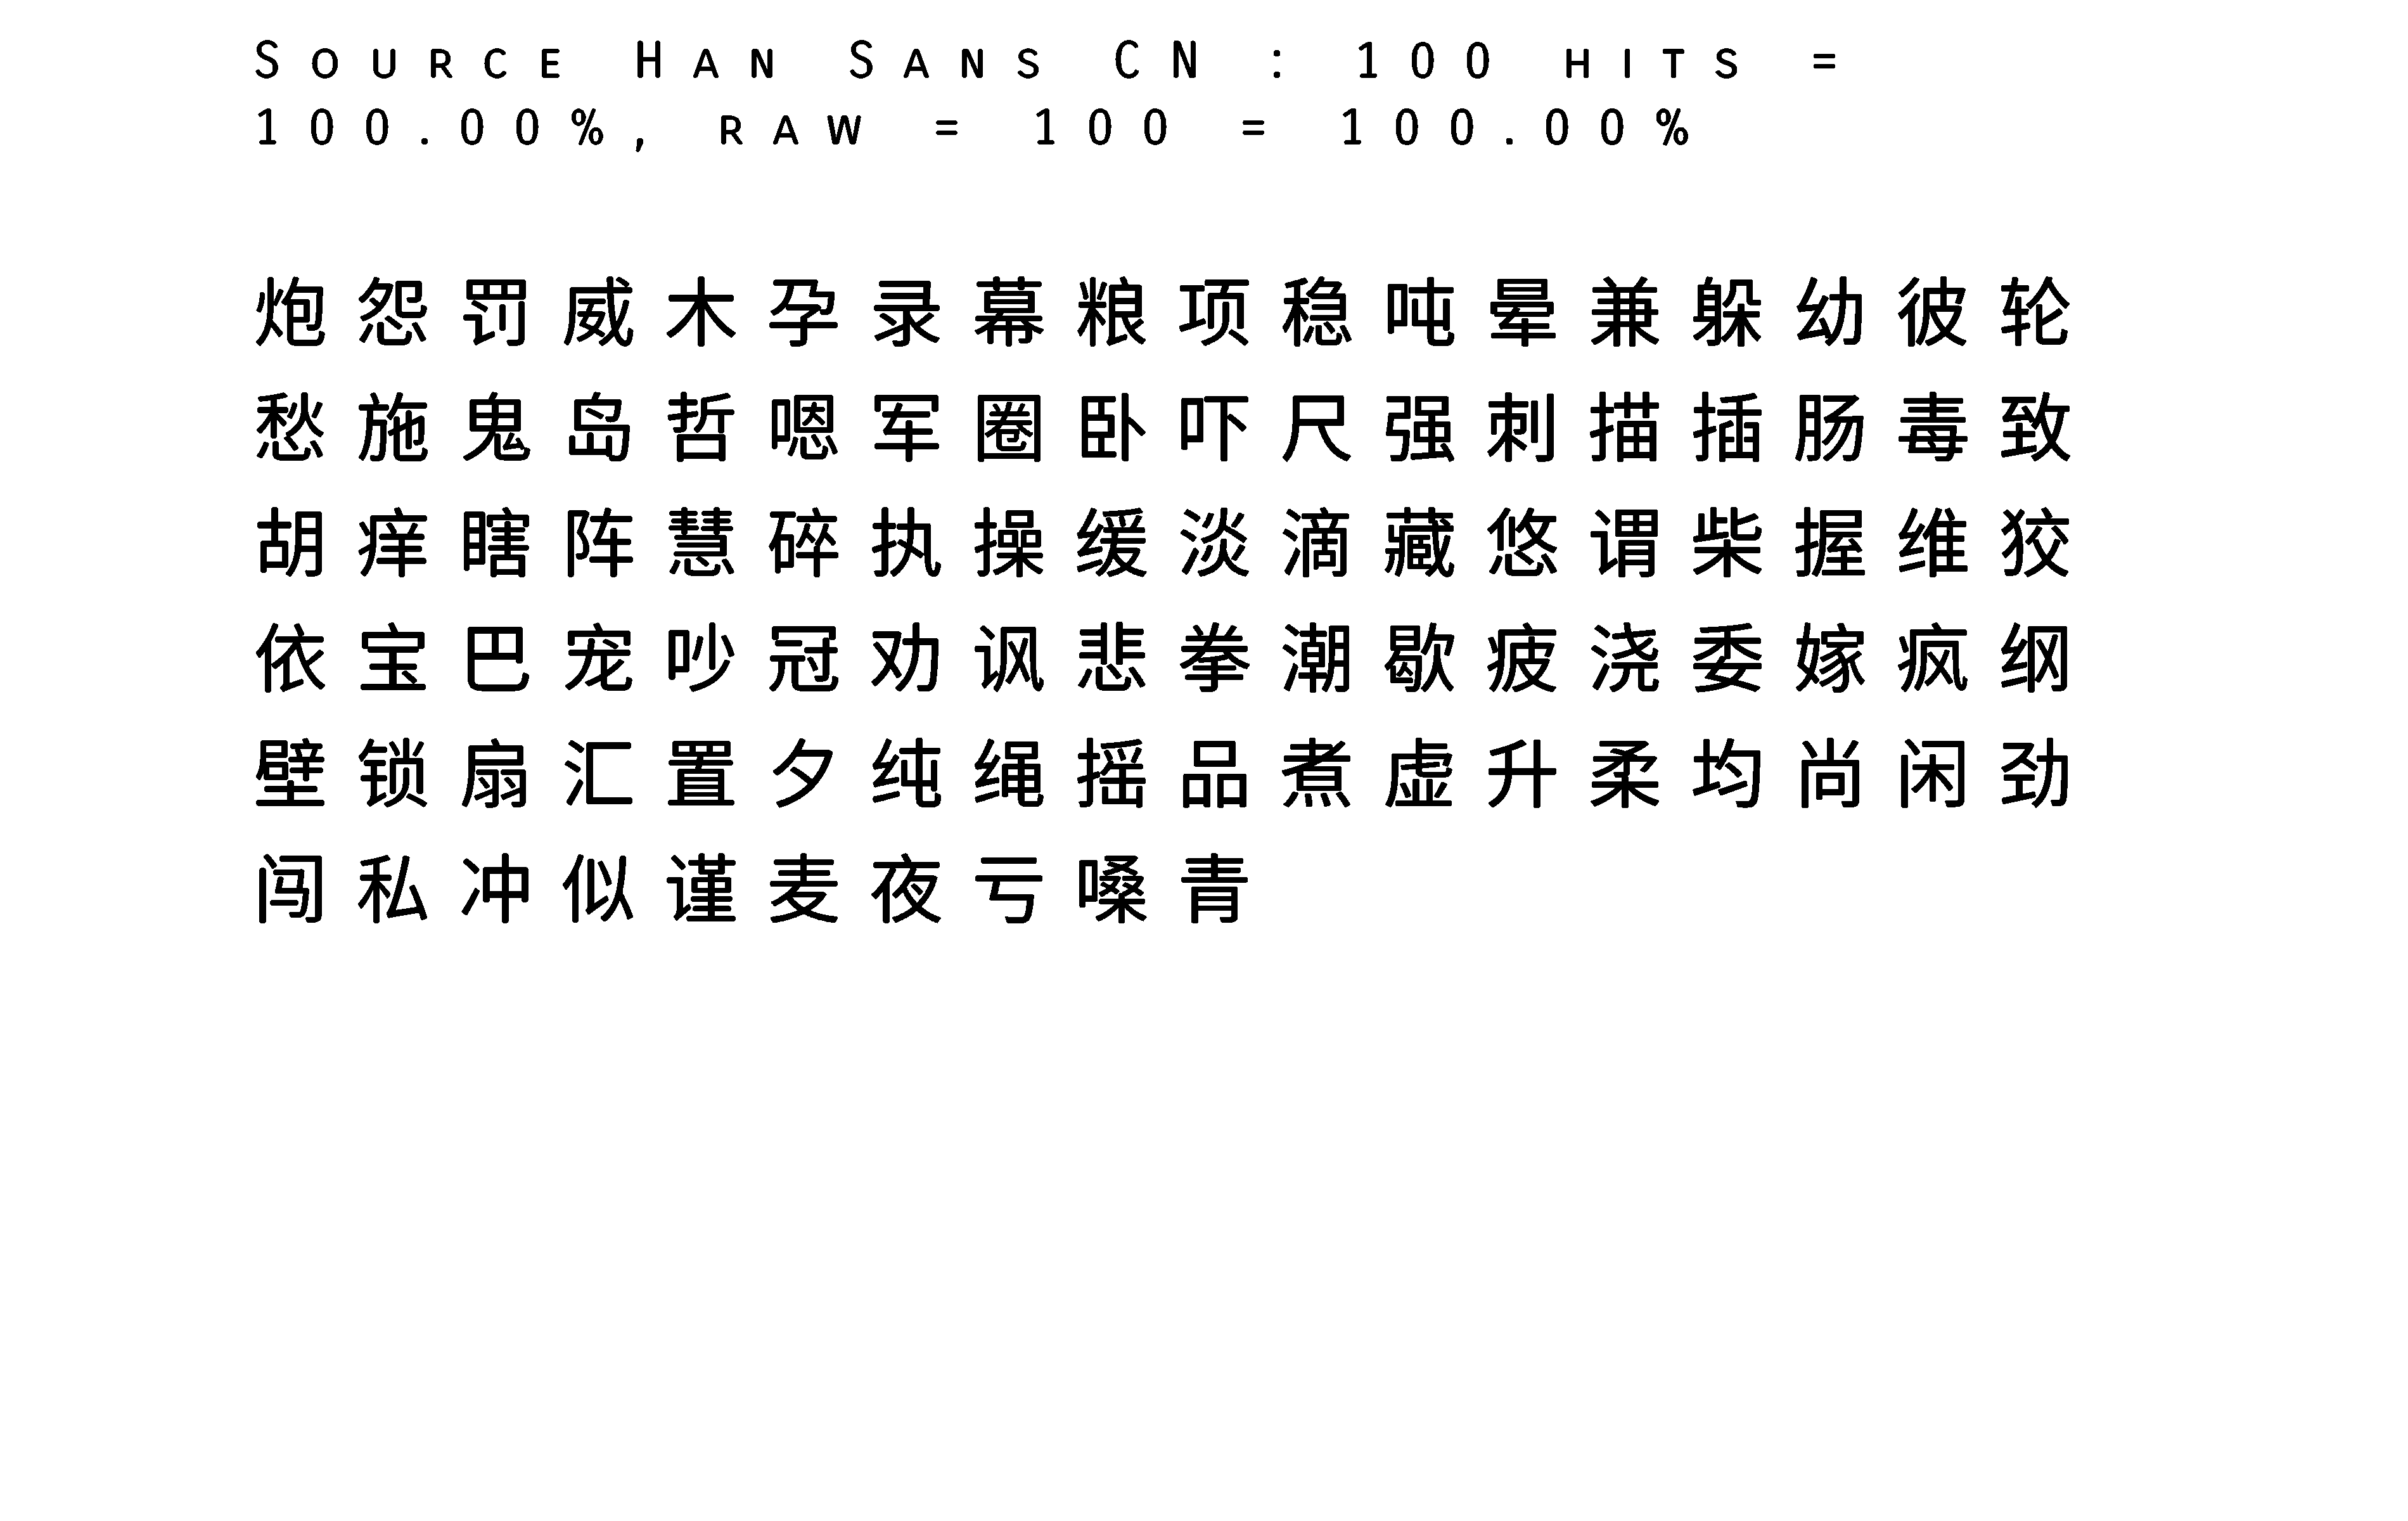 Source Han Sans CN : 100 hits =
100.00%, raw = 100 = 100.00%
炮怨罚威木孕录幕粮项稳吨晕兼躲幼彼轮
愁施鬼岛哲嗯军圈卧吓尺强刺描插肠毒致
胡痒瞎阵慧碎执操缓淡滴藏悠谓柴握维狡
依宝巴宠吵冠劝讽悲拳潮歇疲浇委嫁疯纲
壁锁扇汇置夕纯绳摇品煮虚升柔均尚闲劲
闯私冲似谨麦夜亏嗓青